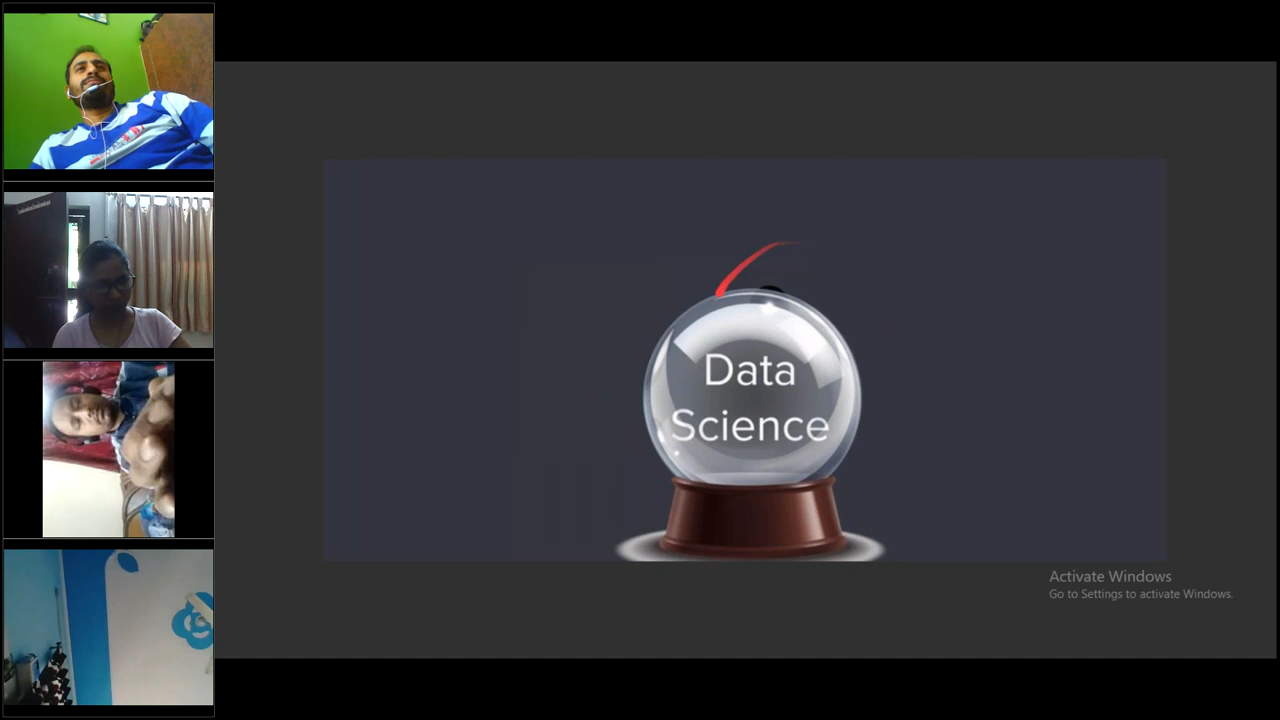 Data
Science
Activate Windows
Go to Settings to activate Windows.